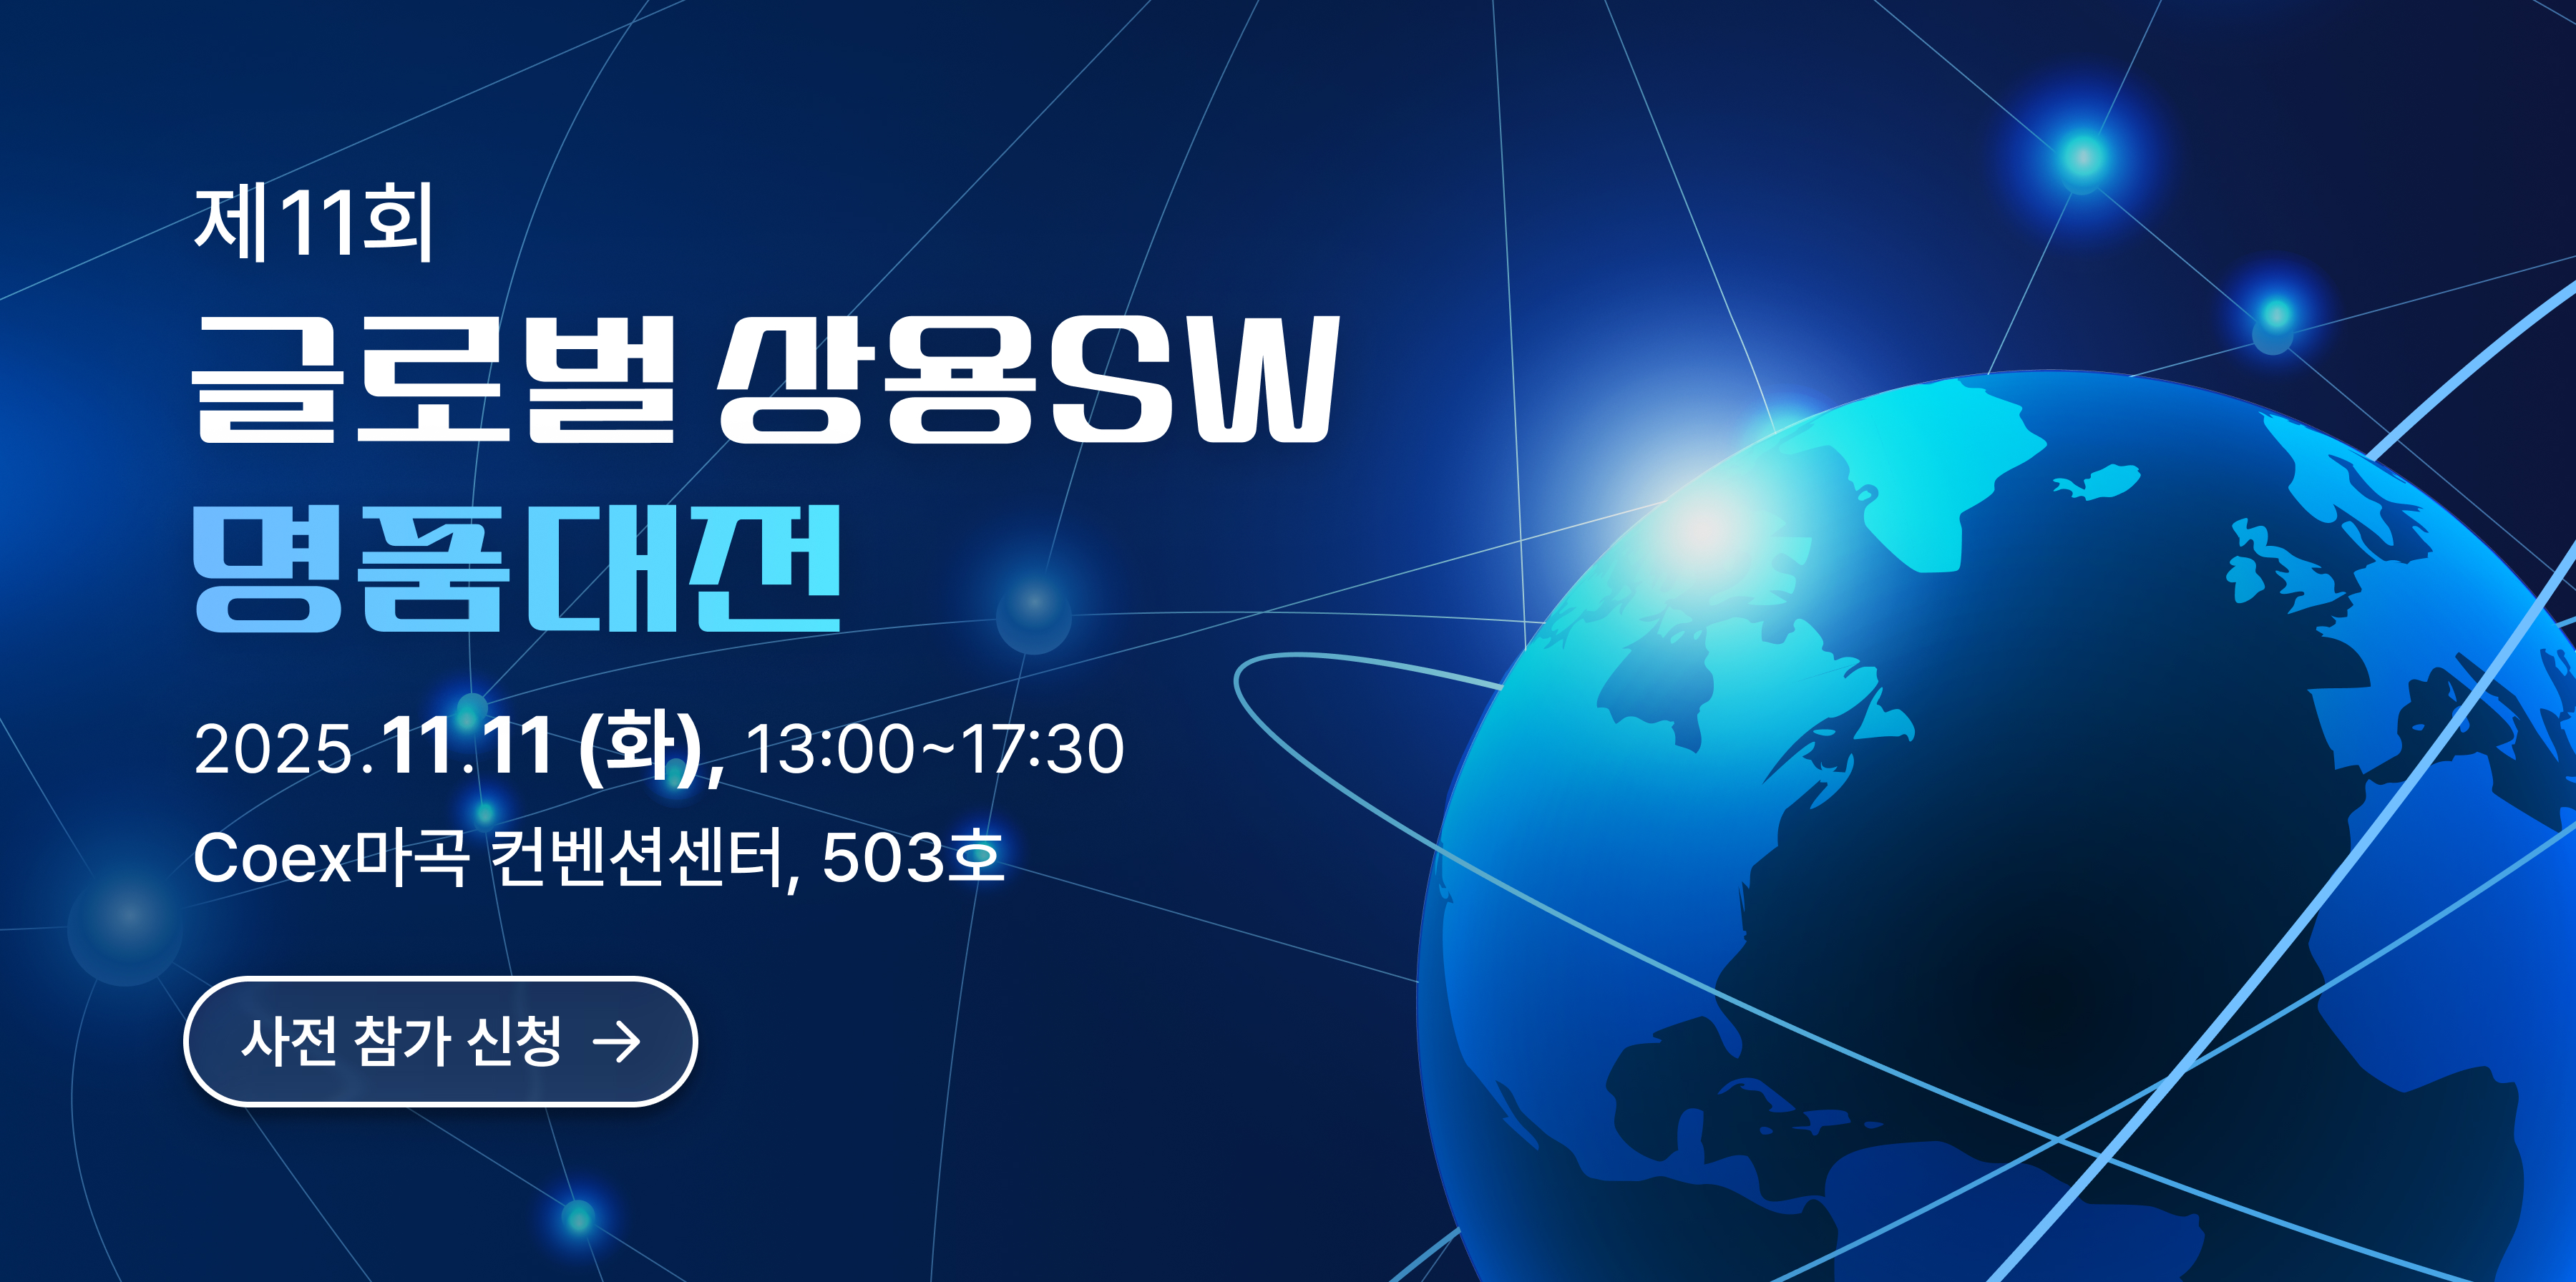 제11회
글로벌 상용SW
명품대전
2025.11.11 (화), 13:00~17:30
Coex마곡 컨벤션센터, 503호
사전 참가 신청 →